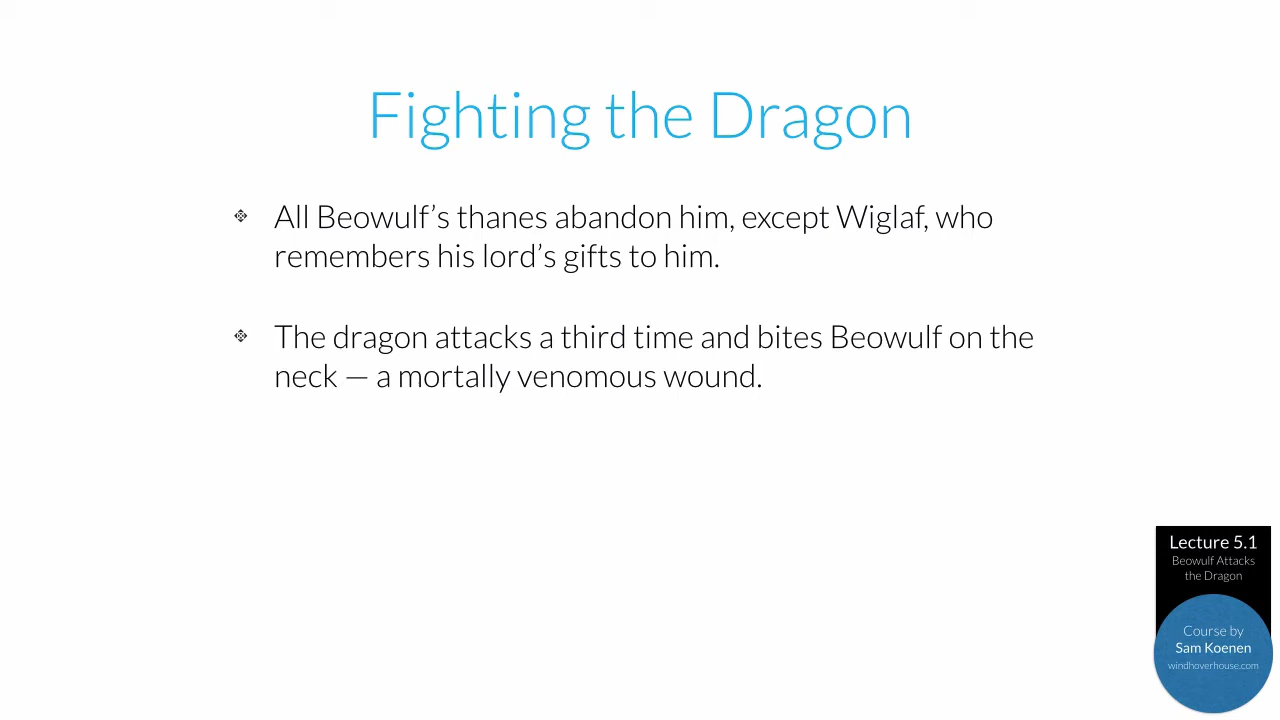 Fighting the Dragon
All Beowulf’s thanes abandon him, except Wiglaf, who
remembers his lord’s gifts to him.
The dragon attacks a third time and bites Beowulf on the
neck — a mortally venomous wound.
Lecture 5.1
Beowulf Attacks
the Dragon
Course by
Sam Koenen
windhoverhouse.com